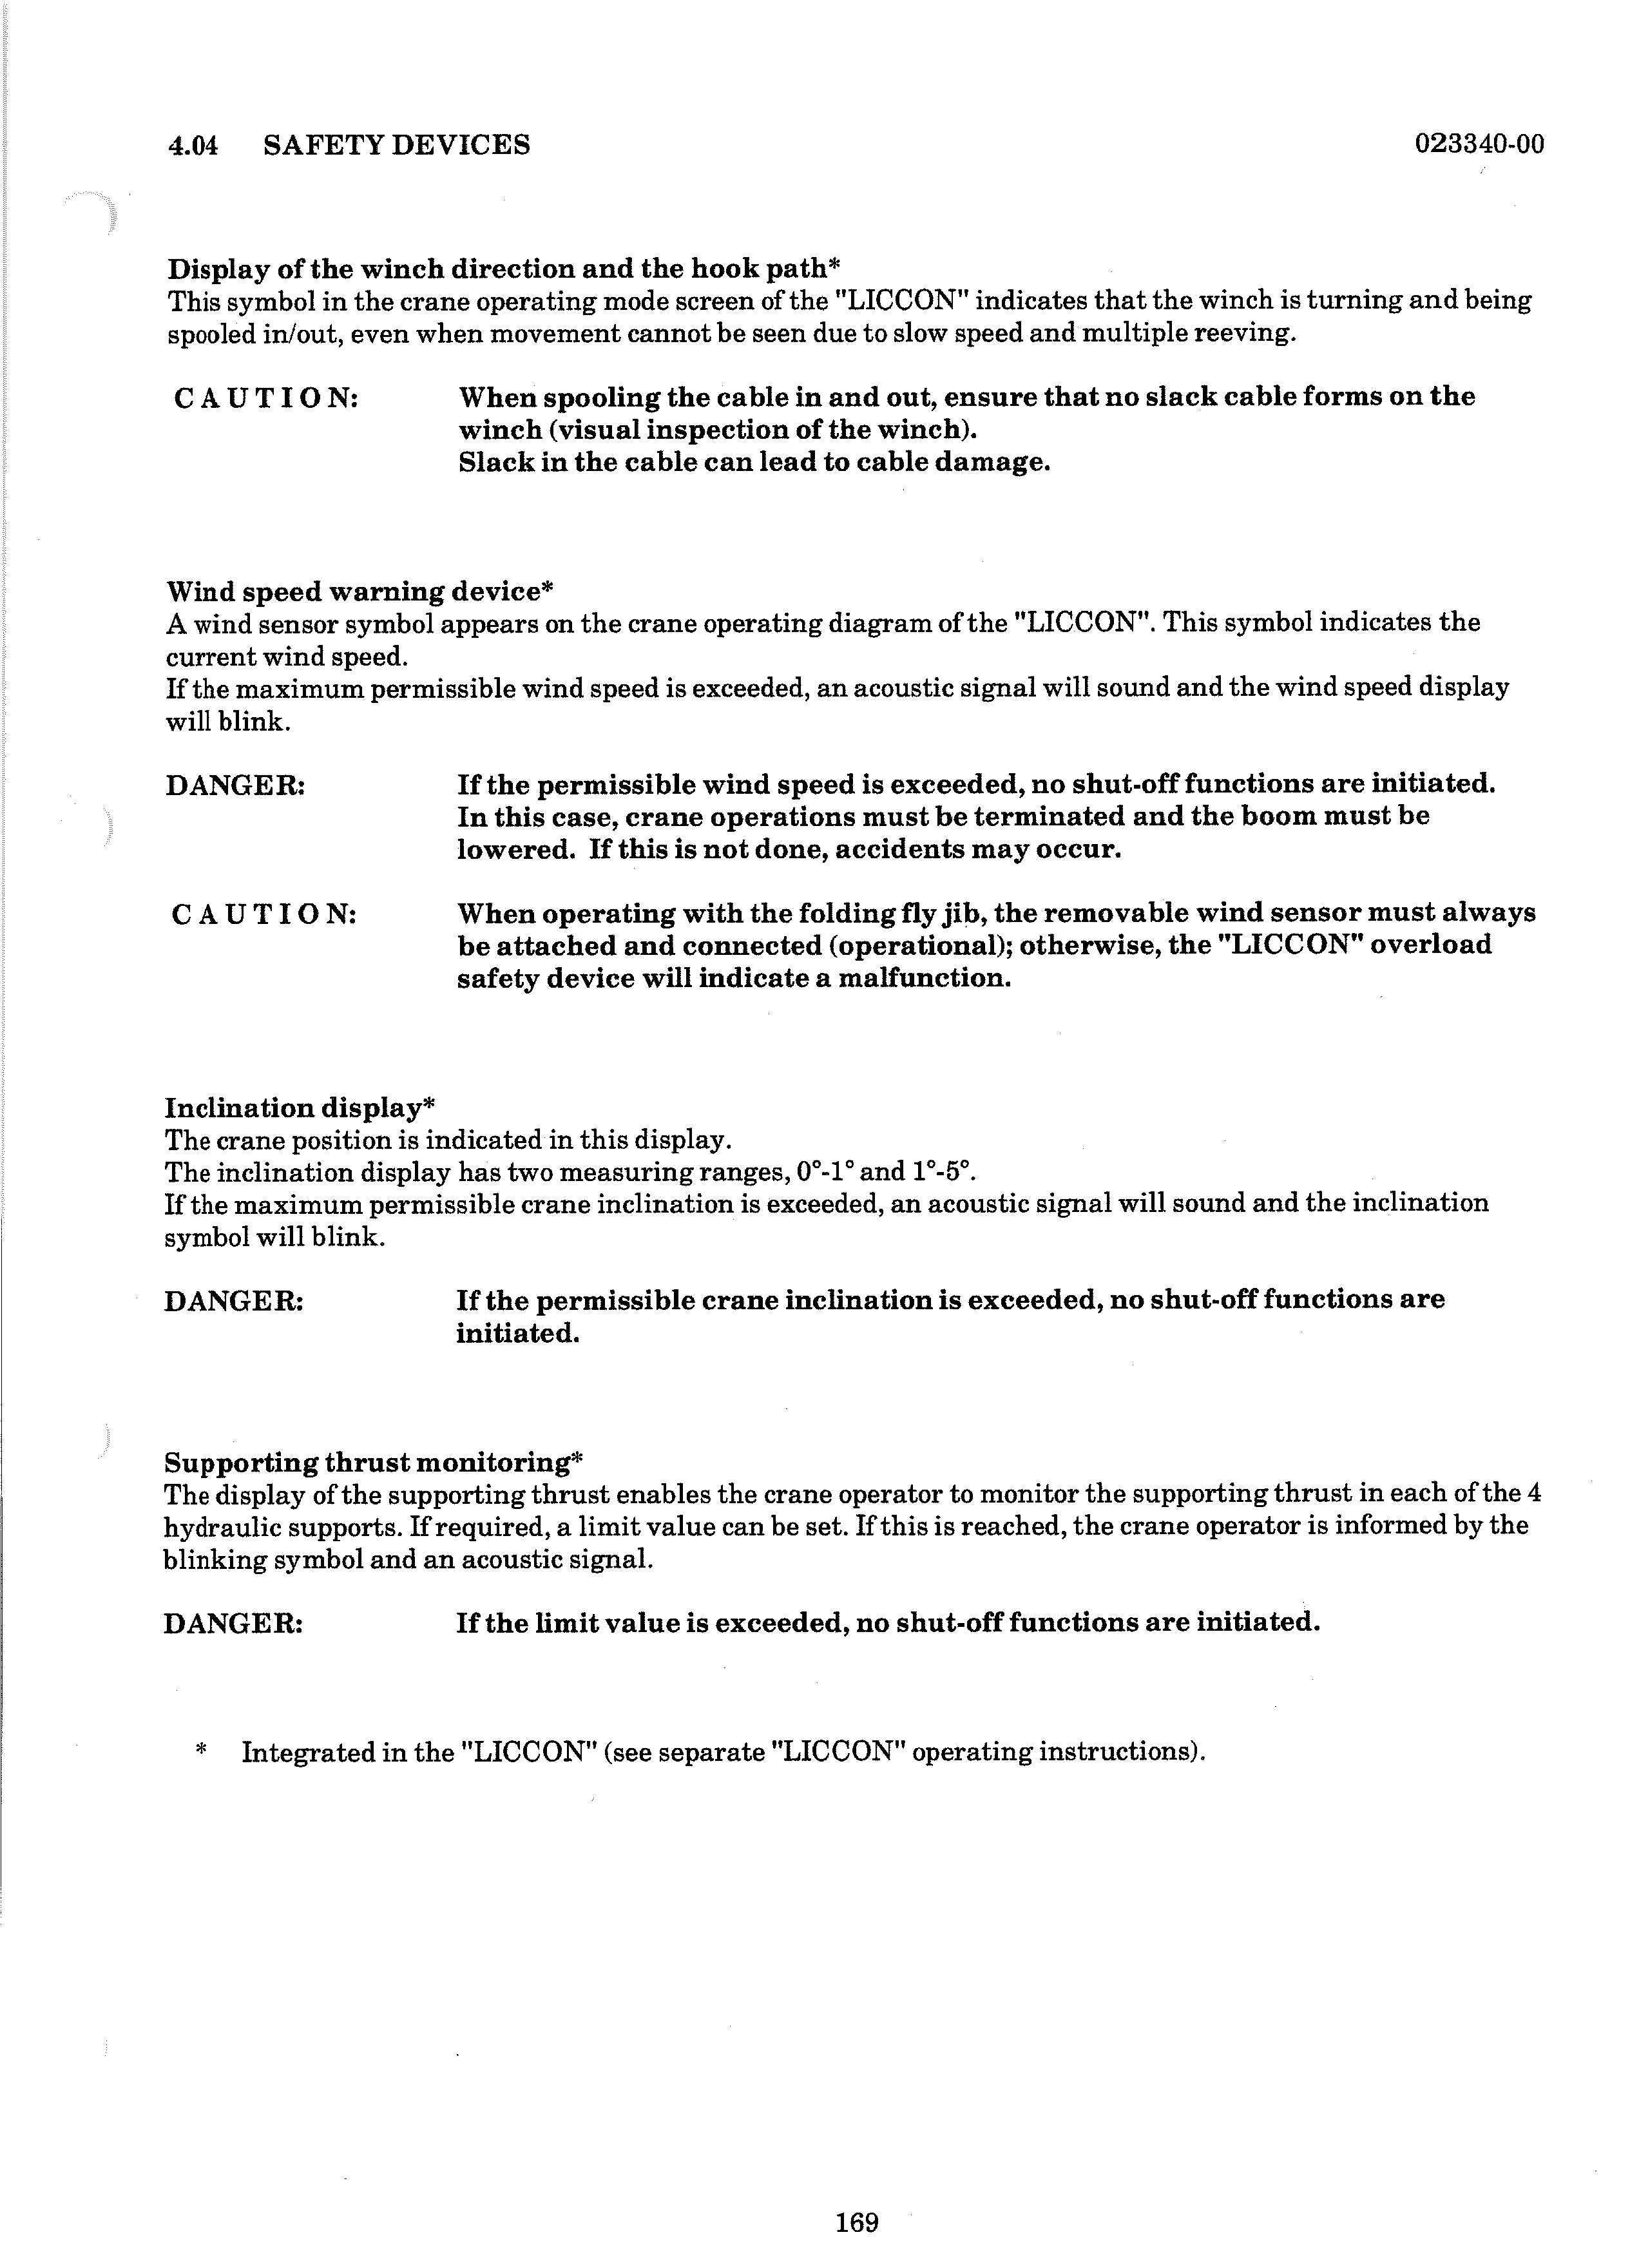 4.04 SAFETY DEVICES 023340-00
Display of the winch direction and the hook path*
This symbol in the crane operating mode screen of the "LICCON" indicates that the winch is turning and being
spooled in/out, even when movement cannot be seen due to slow speed and multiple reeving.
C A U T I O N: When spooling the cable in and out, ensure that no slack cable forms on the
winch (visual inspection of the winch).
Slack in the cable can lead to cable damage.
Wind speed warning device*
A wind sensor symbol appears on the crane operating diagram of the "LICCON". This symbol indicates the
current wind speed.
If the maximum permissible wind speed is exceeded, an acoustic signal will sound and the wind speed display
will blink.
DANGER: If the permissible wind speed is exceeded, no shut-off functions are initiated.
In this case, crane operations must be terminated and the boom must be
lowered. If this is not done, accidents may occur.
C A U T I O N: When operating with the folding fly jib, the removable wind sensor must always
be attached and connected (operational); otherwise, the "LICCON" overload
safety device will indicate a malfunction.
Inclination display*
The crane position is indicated in this display.
The inclination display has two measuring ranges, 0°-1° and 1°-5°.
If the maximum permissible crane inclination is exceeded, an acoustic signal will sound and the inclination
symbol will blink.
DANGER: If the permissible crane inclination is exceeded, no shut-off functions are
initiated.
Supporting thrust monitoring*
The display of the supporting thrust enables the crane operator to monitor the supporting thrust in each of the 4
hydraulic supports. If required, a limit value can be set. If this is reached, the crane operator is informed by the
blinking symbol and an acoustic signal.
DANGER: If the limit value is exceeded, no shut-off functions are initiated.
* Integrated in the "LICCON" (see separate "LICCON" operating instructions).
169